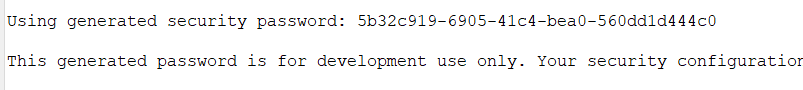 Using generated security password: 5b32c919-6905-41c4-bea0-560dd1d444c0
This generated password is for development use only. Your security configuration